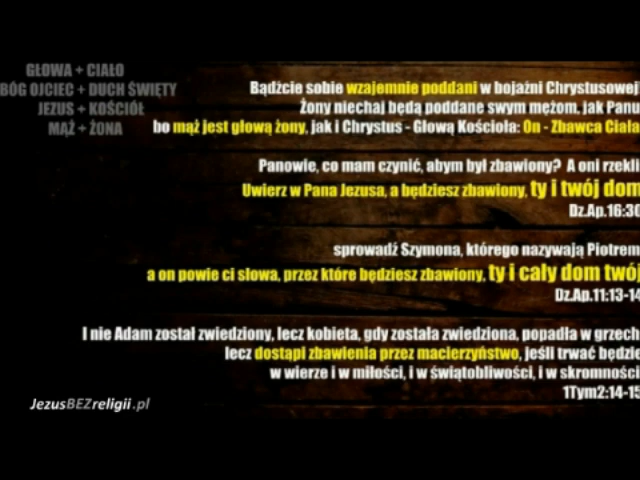 GŁOWA + CIAŁO
BÓG OJCIEC + DUCH ŚWIĘTY
JEZUS + KOŚCIÓŁ
MĄŻ + ŻONA
Bądźcie sobie wzajemnie poddani w bojaźni Chrystusowej
Żony niechaj będą poddane swym mężom, jak Panu
bo mąż jest głową żony, jak i Chrystus - Głową Kościoła: On - Zbawca Ciała
Panowie, co mam czynić, abym był zbawiony? A oni rzekli
Uwierz w Pana Jezusa, a będziesz zbawiony, ty i twój dom
Dz.Ap.16:30
sprowadź Szymona, którego nazywają Piotrem
a on powie ci słowa, przez które będziesz zbawiony, ty i cały dom twój
Dz.Ap.11:13-14
I nie Adam został zwiedziony, lecz kobieta, gdy została zwiedziona, popadła w grzech
lecz dostąpi zbawienia przez macierzyństwo, jeśli trwać będzie
w wierze i w miłości, i w świątobliwości, i w skromności
1Tym2:14-15
JezusBEZreligii.pl